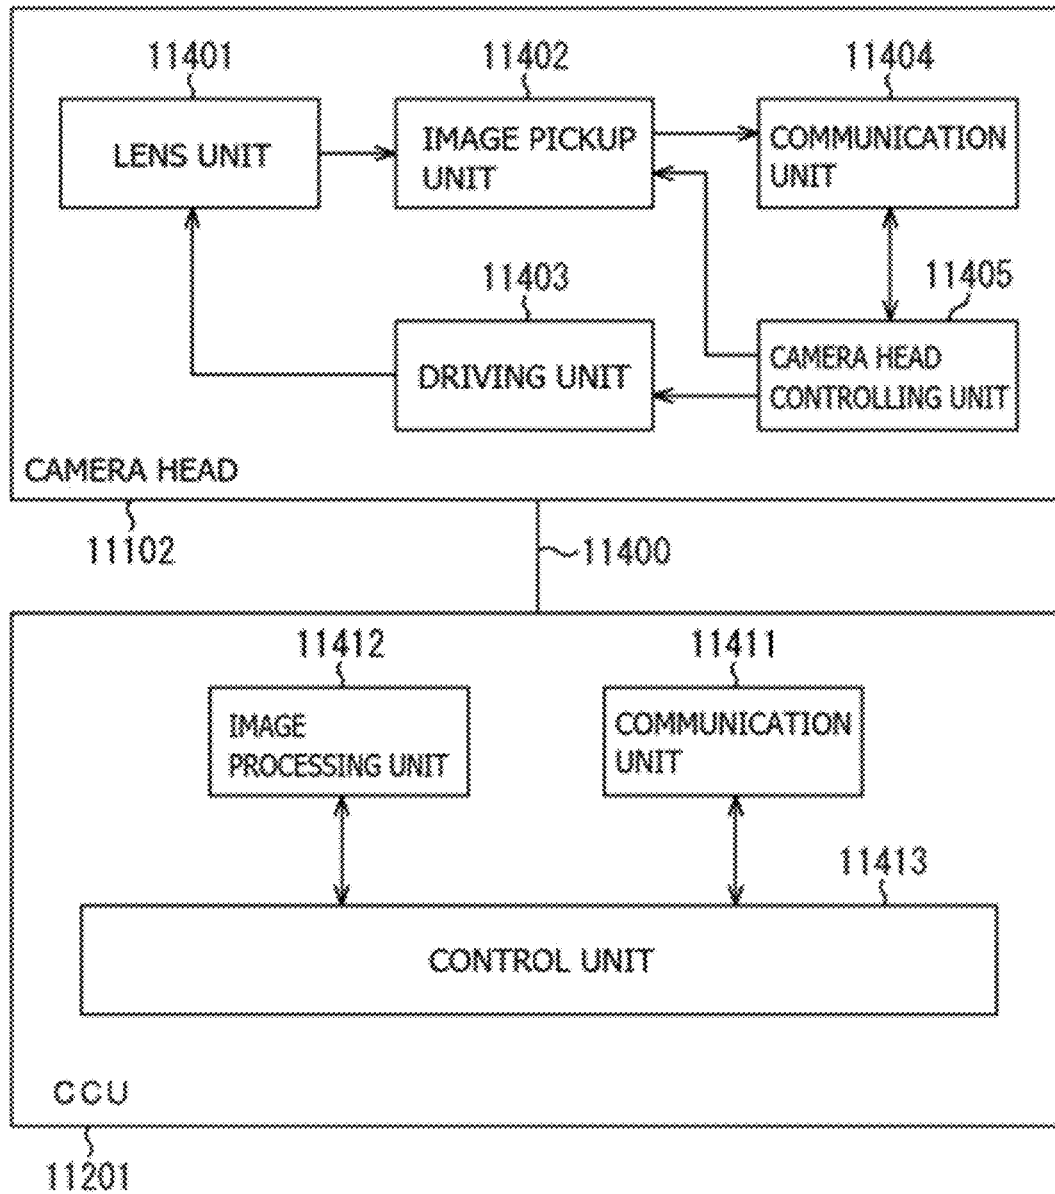 11401
11402
11404
LENS UNIT
IMAGE PICKUP
UNIT
COMMUNICATION
UNIT
11403
11405
DRIVING UNIT
CAMERA HEAD
CONTROLLING UNIT
CAMERA HEAD
11102
11400
11412
11411
IMAGE
PROCESSING UNIT
COMMUNICATION
UNIT
11413
CONTROL UNIT
CCU
11201